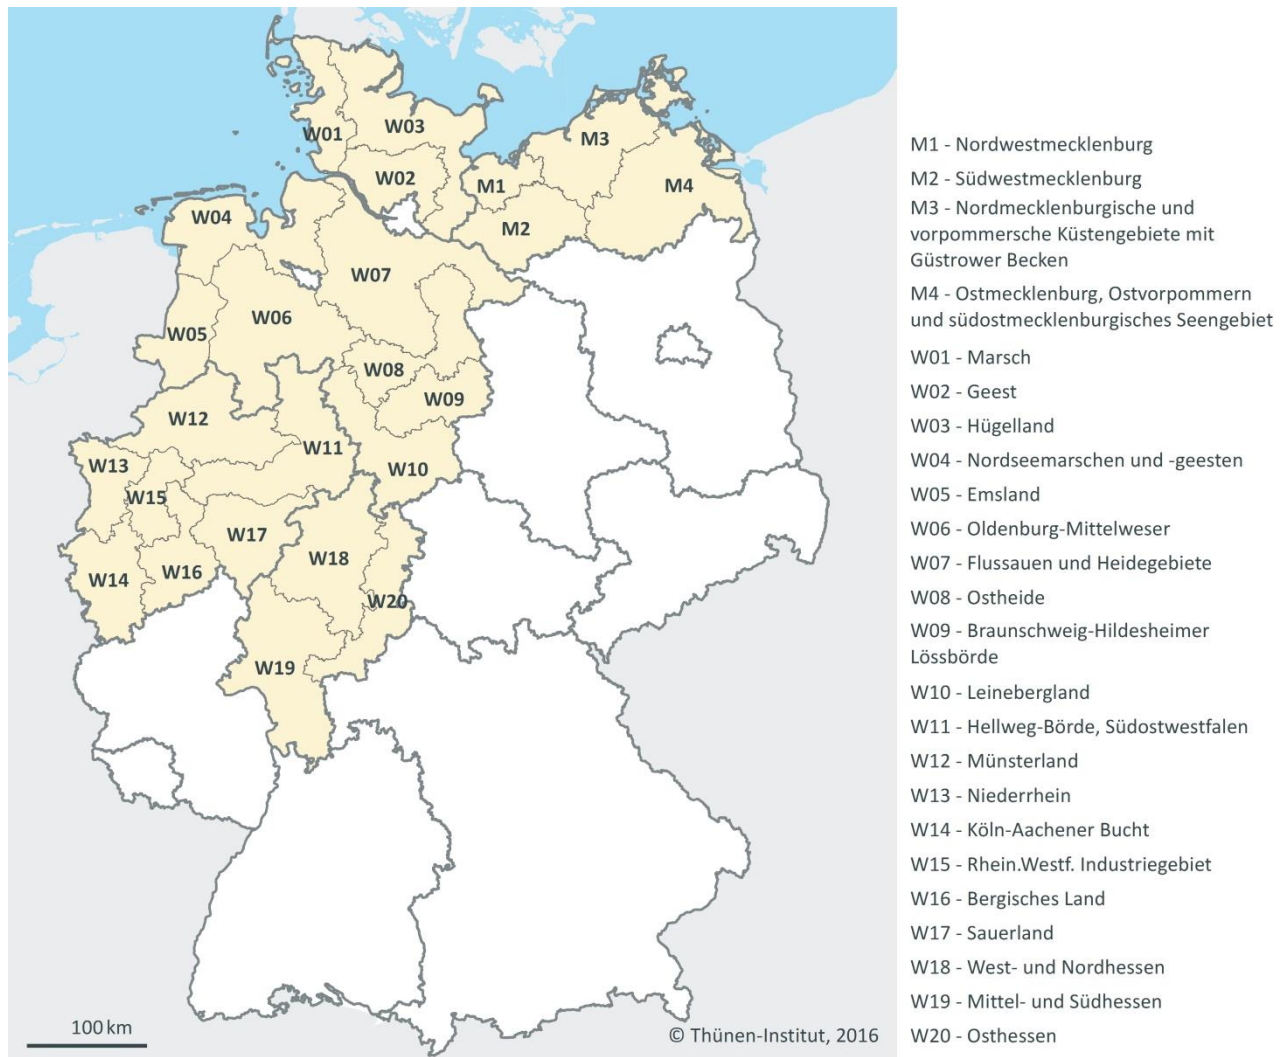 W01
W03
M3
W02
M1
M4
W04
M2
W07
W06
W05
W08
W09
W12
W11
W13
W10
W15
W17
W18
W14
W16
W20
W19
100 km
© Thünen-Institut, 2016
M1 - Nordwestmecklenburg
M2 - Südwestmecklenburg
M3 - Nordmecklenburgische und
vorpommersche Küstengebiete mit
Güstrower Becken
M4 - Ostmecklenburg, Ostvorpommern
und südostmecklenburgisches Seengebiet
W01 - Marsch
W02 - Geest
W03 - Hügelland
W04 - Nordseemarschen und -geesten
W05 - Emsland
W06 - Oldenburg-Mittelweser
W07 - Flussauen und Heidegebiete
W08 - Ostheide
W09 - Braunschweig-Hildesheimer
Lössbörde
W10 - Leinebergland
W11 - Hellweg-Börde, Südostwestfalen
W12 - Münsterland
W13 - Niederrhein
W14 - Köln-Aachener Bucht
W15 - Rhein.Westf. Industriegebiet
W16 - Bergisches Land
W17 - Sauerland
W18 - West- und Nordhessen
W19 - Mittel- und Südhessen
W20 - Osthessen